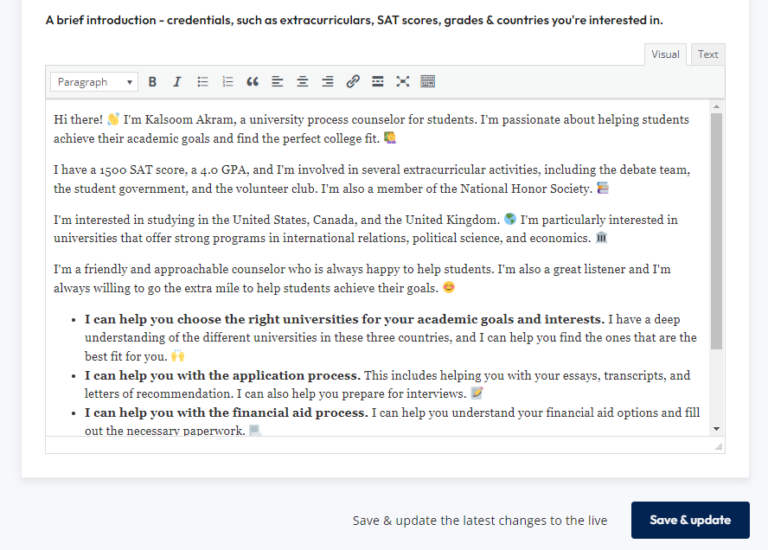 A brief introduction - credentials, such as extracurriculars, SAT scores, grades & countries you're interested in.
Visual Text
Paragraph B I
Hi there! 👋 I'm Kalsoom Akram, a university process counselor for students. I'm passionate about helping students
achieve their academic goals and find the perfect college fit.
I have a 1500 SAT score, a 4.0 GPA, and I'm involved in several extracurricular activities, including the debate team,
the student government, and the volunteer club. I'm also a member of the National Honor Society. 📚
I'm interested in studying in the United States, Canada, and the United Kingdom. 🌎 I'm particularly interested in
universities that offer strong programs in international relations, political science, and economics. 🏛
I'm a friendly and approachable counselor who is always happy to help students. I'm also a great listener and I'm
always willing to go the extra mile to help students achieve their goals. 😊
• I can help you choose the right universities for your academic goals and interests. I have a deep
understanding of the different universities in these three countries, and I can help you find the ones that are the
best fit for you. 🙌
• I can help you with the application process. This includes helping you with your essays, transcripts, and
letters of recommendation. I can also help you prepare for interviews. 📝
• I can help you with the financial aid process. I can help you understand your financial aid options and fill
out the necessary paperwork.
Save & update the latest changes to the live
Save & update